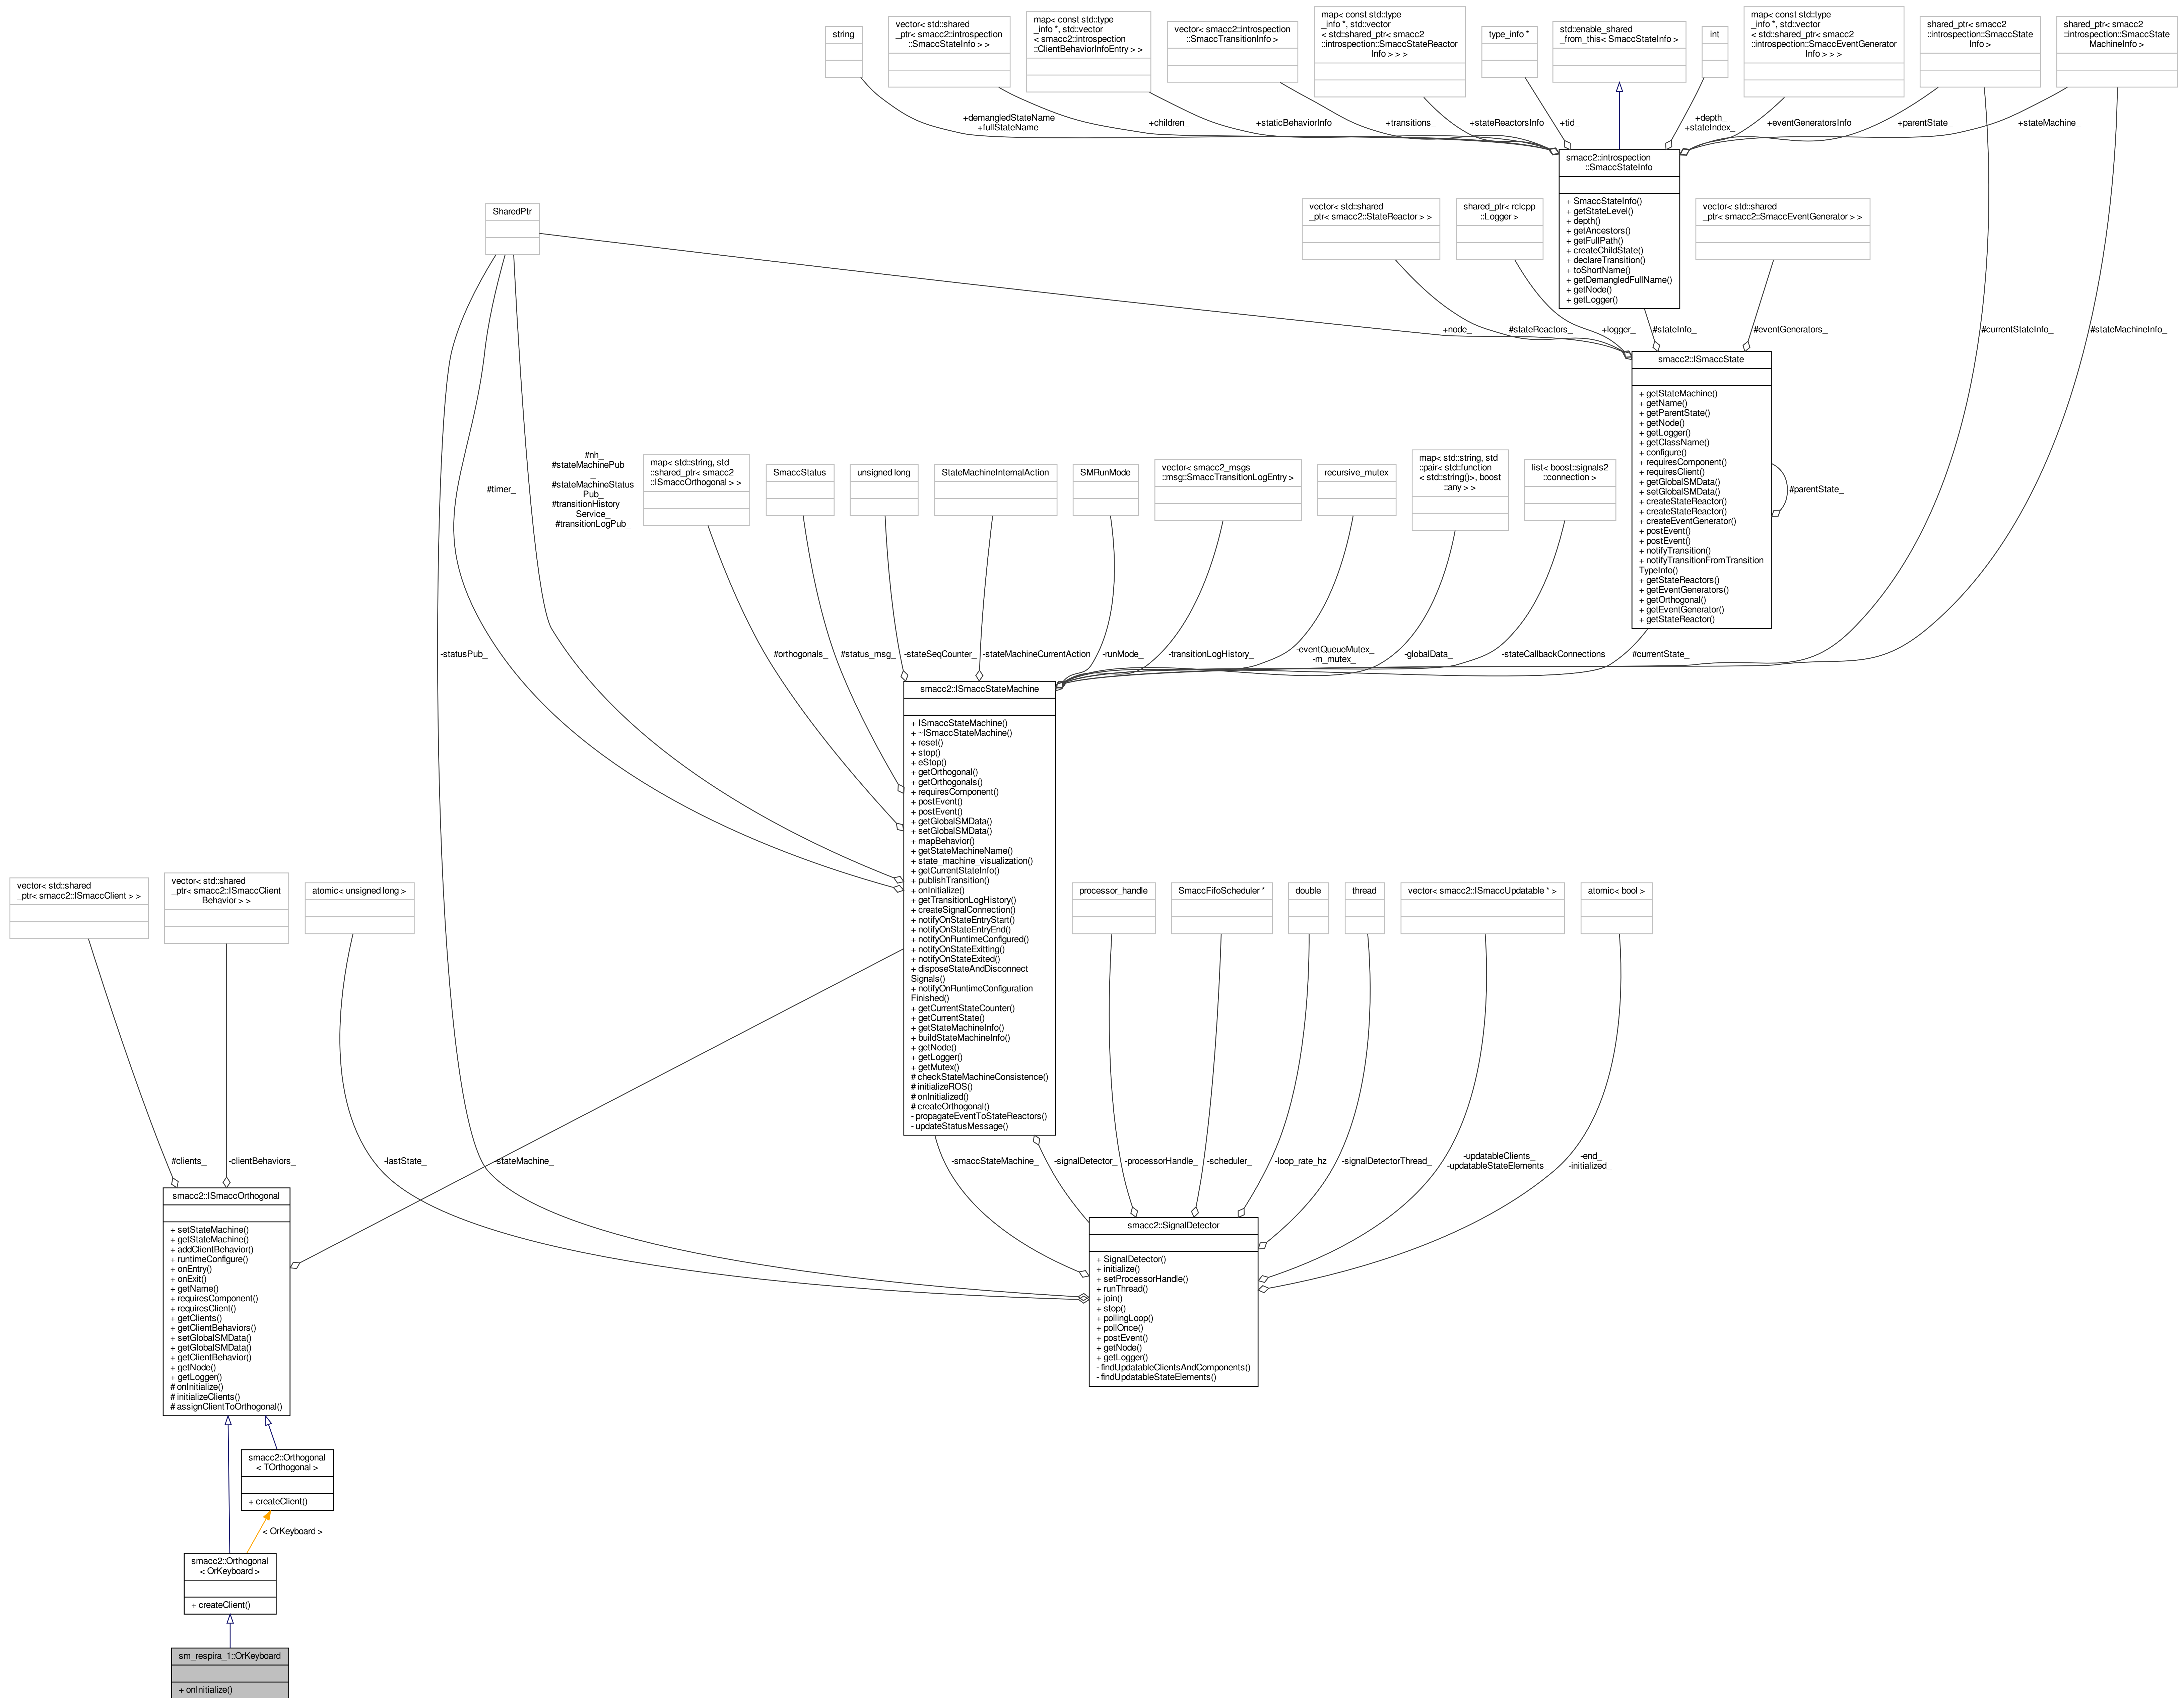 string
vector< std::shared
_ptr< smacc2::introspection
::SmaccStateInfo > >
map< const std::type
_info *, std::vector
< smacc2::introspection
::ClientBehaviorInfoEntry > >
vector< smacc2::introspection
::SmaccTransitionInfo >
map< const std::type
_info *, std::vector
< std::shared_ptr< smacc2
::introspection::SmaccStateReactor
Info > > >
type_info *
std::enable_shared
_from_this< SmaccStateInfo >
int
map< const std::type
_info *, std::vector
< std::shared_ptr< smacc2
::introspection::SmaccEventGenerator
Info > > >
shared_ptr< smacc2
::introspection::SmaccState
Info >
shared_ptr< smacc2
::introspection::SmaccState
MachineInfo >
+demangledStateName
+fullStateName
+children_
+staticBehaviorInfo
+transitions_
+stateReactorsInfo
+tid_
+depth_
+stateIndex_
+eventGeneratorsInfo
+parentState_
+stateMachine_
smacc2::introspection
::SmaccStateInfo
+ SmaccStateInfo()
+ getStateLevel()
+ depth()
+ getAncestors()
+ getFullPath()
+ createChildState()
+ declareTransition()
+ toShortName()
+ getDemangledFullName()
+ getNode()
+ getLogger()
SharedPtr
vector< std::shared
_ptr< smacc2::StateReactor > >
shared_ptr< rclcpp
::Logger >
vector< std::shared
_ptr< smacc2::SmaccEventGenerator > >
+node_
#stateReactors_
+logger_
#stateInfo_
#eventGenerators_
#currentStateInfo_
#stateMachineInfo_
smacc2::ISmaccState
+ getStateMachine()
+ getName()
+ getParentState()
+ getNode()
+ getLogger()
+ getClassName()
+ configure()
+ requiresComponent()
+ requiresClient()
+ getGlobalSMData()
+ setGlobalSMData()
+ createStateReactor()
+ createStateReactor()
+ createEventGenerator()
+ postEvent()
+ postEvent()
+ notifyTransition()
+ notifyTransitionFromTransition
TypeInfo()
+ getStateReactors()
+ getEventGenerators()
+ getOrthogonal()
+ getEventGenerator()
+ getStateReactor()
#parentState_
#timer_
#nh_
#stateMachinePub
_
#stateMachineStatus
Pub_
#transitionHistory
Service_
#transitionLogPub_
map< std::string, std
::shared_ptr< smacc2
::ISmaccOrthogonal > >
SmaccStatus
unsigned long
StateMachineInternalAction
SMRunMode
vector< smacc2_msgs
::msg::SmaccTransitionLogEntry >
recursive_mutex
map< std::string, std
::pair< std::function
< std::string()>, boost
::any > >
list< boost::signals2
::connection >
-statusPub_
#orthogonals_
#status_msg_
-stateSeqCounter_
-stateMachineCurrentAction
-runMode_
-transitionLogHistory_
-eventQueueMutex_
-m_mutex_
-globalData_
-stateCallbackConnections
#currentState_
smacc2::ISmaccStateMachine
+ ISmaccStateMachine()
+ ~ISmaccStateMachine()
+ reset()
+ stop()
+ eStop()
+ getOrthogonal()
+ getOrthogonals()
+ requiresComponent()
+ postEvent()
+ postEvent()
+ getGlobalSMData()
+ setGlobalSMData()
+ mapBehavior()
+ getStateMachineName()
+ state_machine_visualization()
+ getCurrentStateInfo()
+ publishTransition()
+ onInitialize()
+ getTransitionLogHistory()
+ createSignalConnection()
+ notifyOnStateEntryStart()
+ notifyOnStateEntryEnd()
+ notifyOnRuntimeConfigured()
+ notifyOnStateExitting()
+ notifyOnStateExited()
+ disposeStateAndDisconnect
Signals()
+ notifyOnRuntimeConfiguration
Finished()
+ getCurrentStateCounter()
+ getCurrentState()
+ getStateMachineInfo()
+ buildStateMachineInfo()
+ getNode()
+ getLogger()
+ getMutex()
# checkStateMachineConsistence()
# initializeROS()
# onInitialized()
# createOrthogonal()
- propagateEventToStateReactors()
- updateStatusMessage()
vector< std::shared
_ptr< smacc2::ISmaccClient > >
vector< std::shared
_ptr< smacc2::ISmaccClient
Behavior > >
atomic< unsigned long >
processor_handle
SmaccFifoScheduler *
double
thread
vector< smacc2::ISmaccUpdatable * >
atomic< bool >
#clients_
-clientBehaviors_
-lastState_
-stateMachine_
-smaccStateMachine_
-signalDetector_
-processorHandle_
-scheduler_
-loop_rate_hz
-signalDetectorThread_
-updatableClients_
-updatableStateElements_
-end_
-initialized_
smacc2::ISmaccOrthogonal
+ setStateMachine()
+ getStateMachine()
+ addClientBehavior()
+ runtimeConfigure()
+ onEntry()
+ onExit()
+ getName()
+ requiresComponent()
+ requiresClient()
+ getClients()
+ getClientBehaviors()
+ setGlobalSMData()
+ getGlobalSMData()
+ getClientBehavior()
+ getNode()
+ getLogger()
# onInitialize()
# initializeClients()
# assignClientToOrthogonal()
smacc2::SignalDetector
+ SignalDetector()
+ initialize()
+ setProcessorHandle()
+ runThread()
+ join()
+ stop()
+ pollingLoop()
+ pollOnce()
+ postEvent()
+ getNode()
+ getLogger()
- findUpdatableClientsAndComponents()
- findUpdatableStateElements()
smacc2::Orthogonal
< TOrthogonal >
+ createClient()
< OrKeyboard >
smacc2::Orthogonal
< OrKeyboard >
+ createClient()
sm_respira_1::OrKeyboard
+ onInitialize()